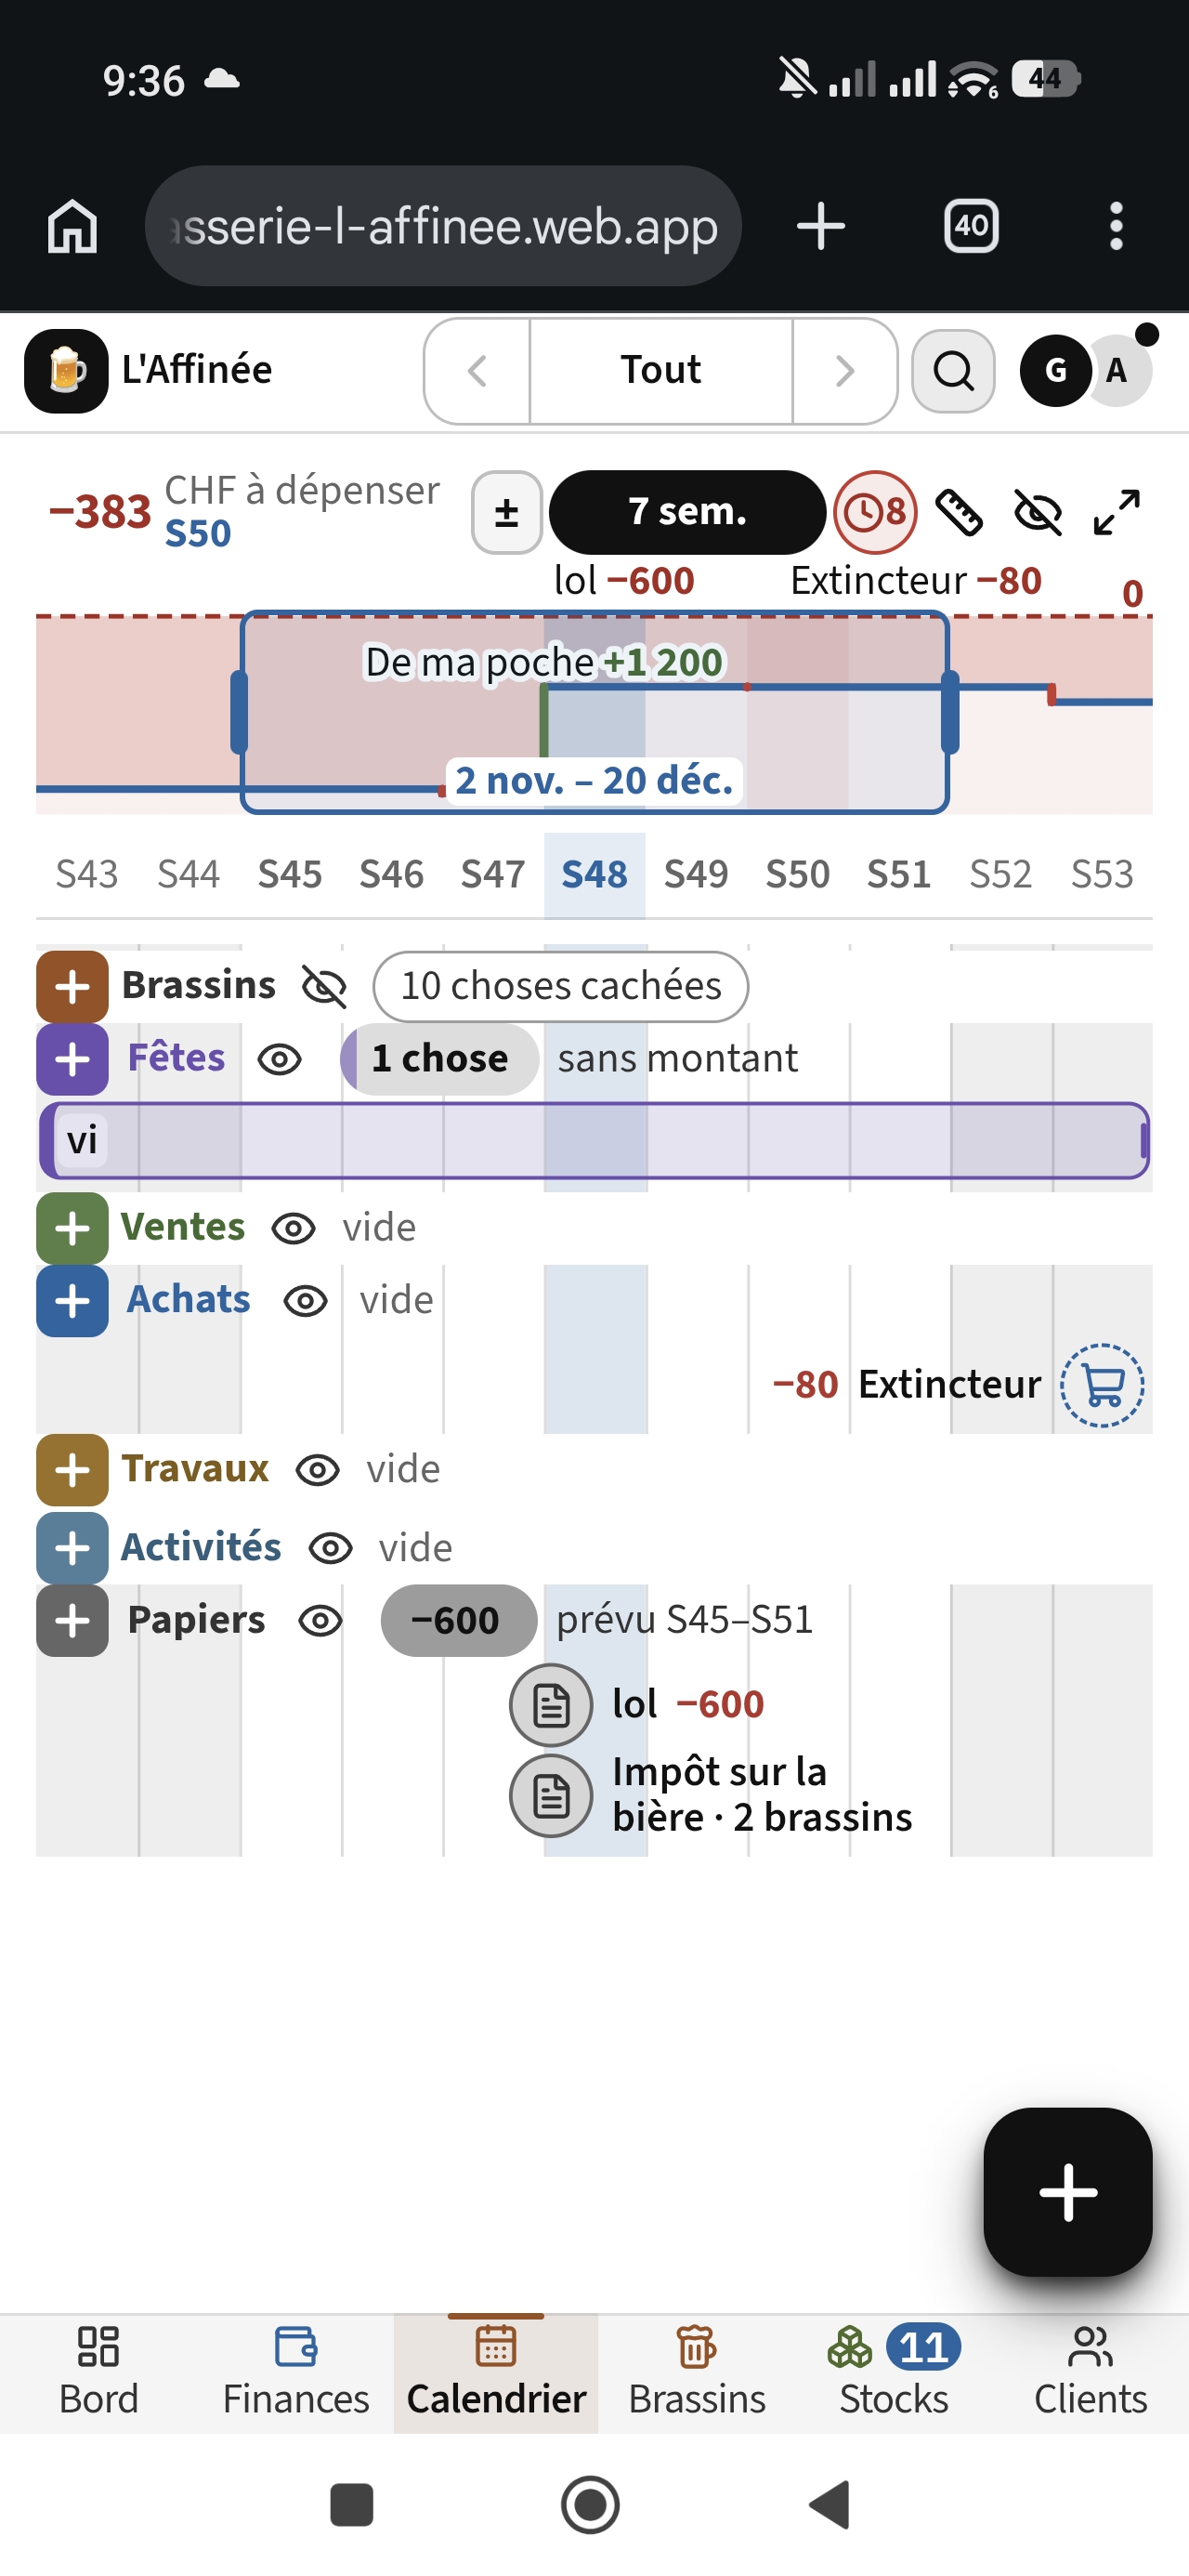 9:36
44
asserie-l-affinee.web.app
40
L'Affinée
Tout
G
A
−383 CHF à dépenser
S50
±
7 sem.
8
lol −600
Extincteur −80
0
De ma poche +1 200
2 nov. – 20 déc.
S43 S44 S45 S46 S47 S48 S49 S50 S51 S52 S53
Brassins 10 choses cachées
Fêtes 1 chose sans montant
vi
Ventes vide
Achats vide
−80 Extincteur
Travaux vide
Activités vide
Papiers −600 prévu S45–S51
lol −600
Impôt sur la
bière · 2 brassins
11
Bord Finances Calendrier Brassins Stocks Clients